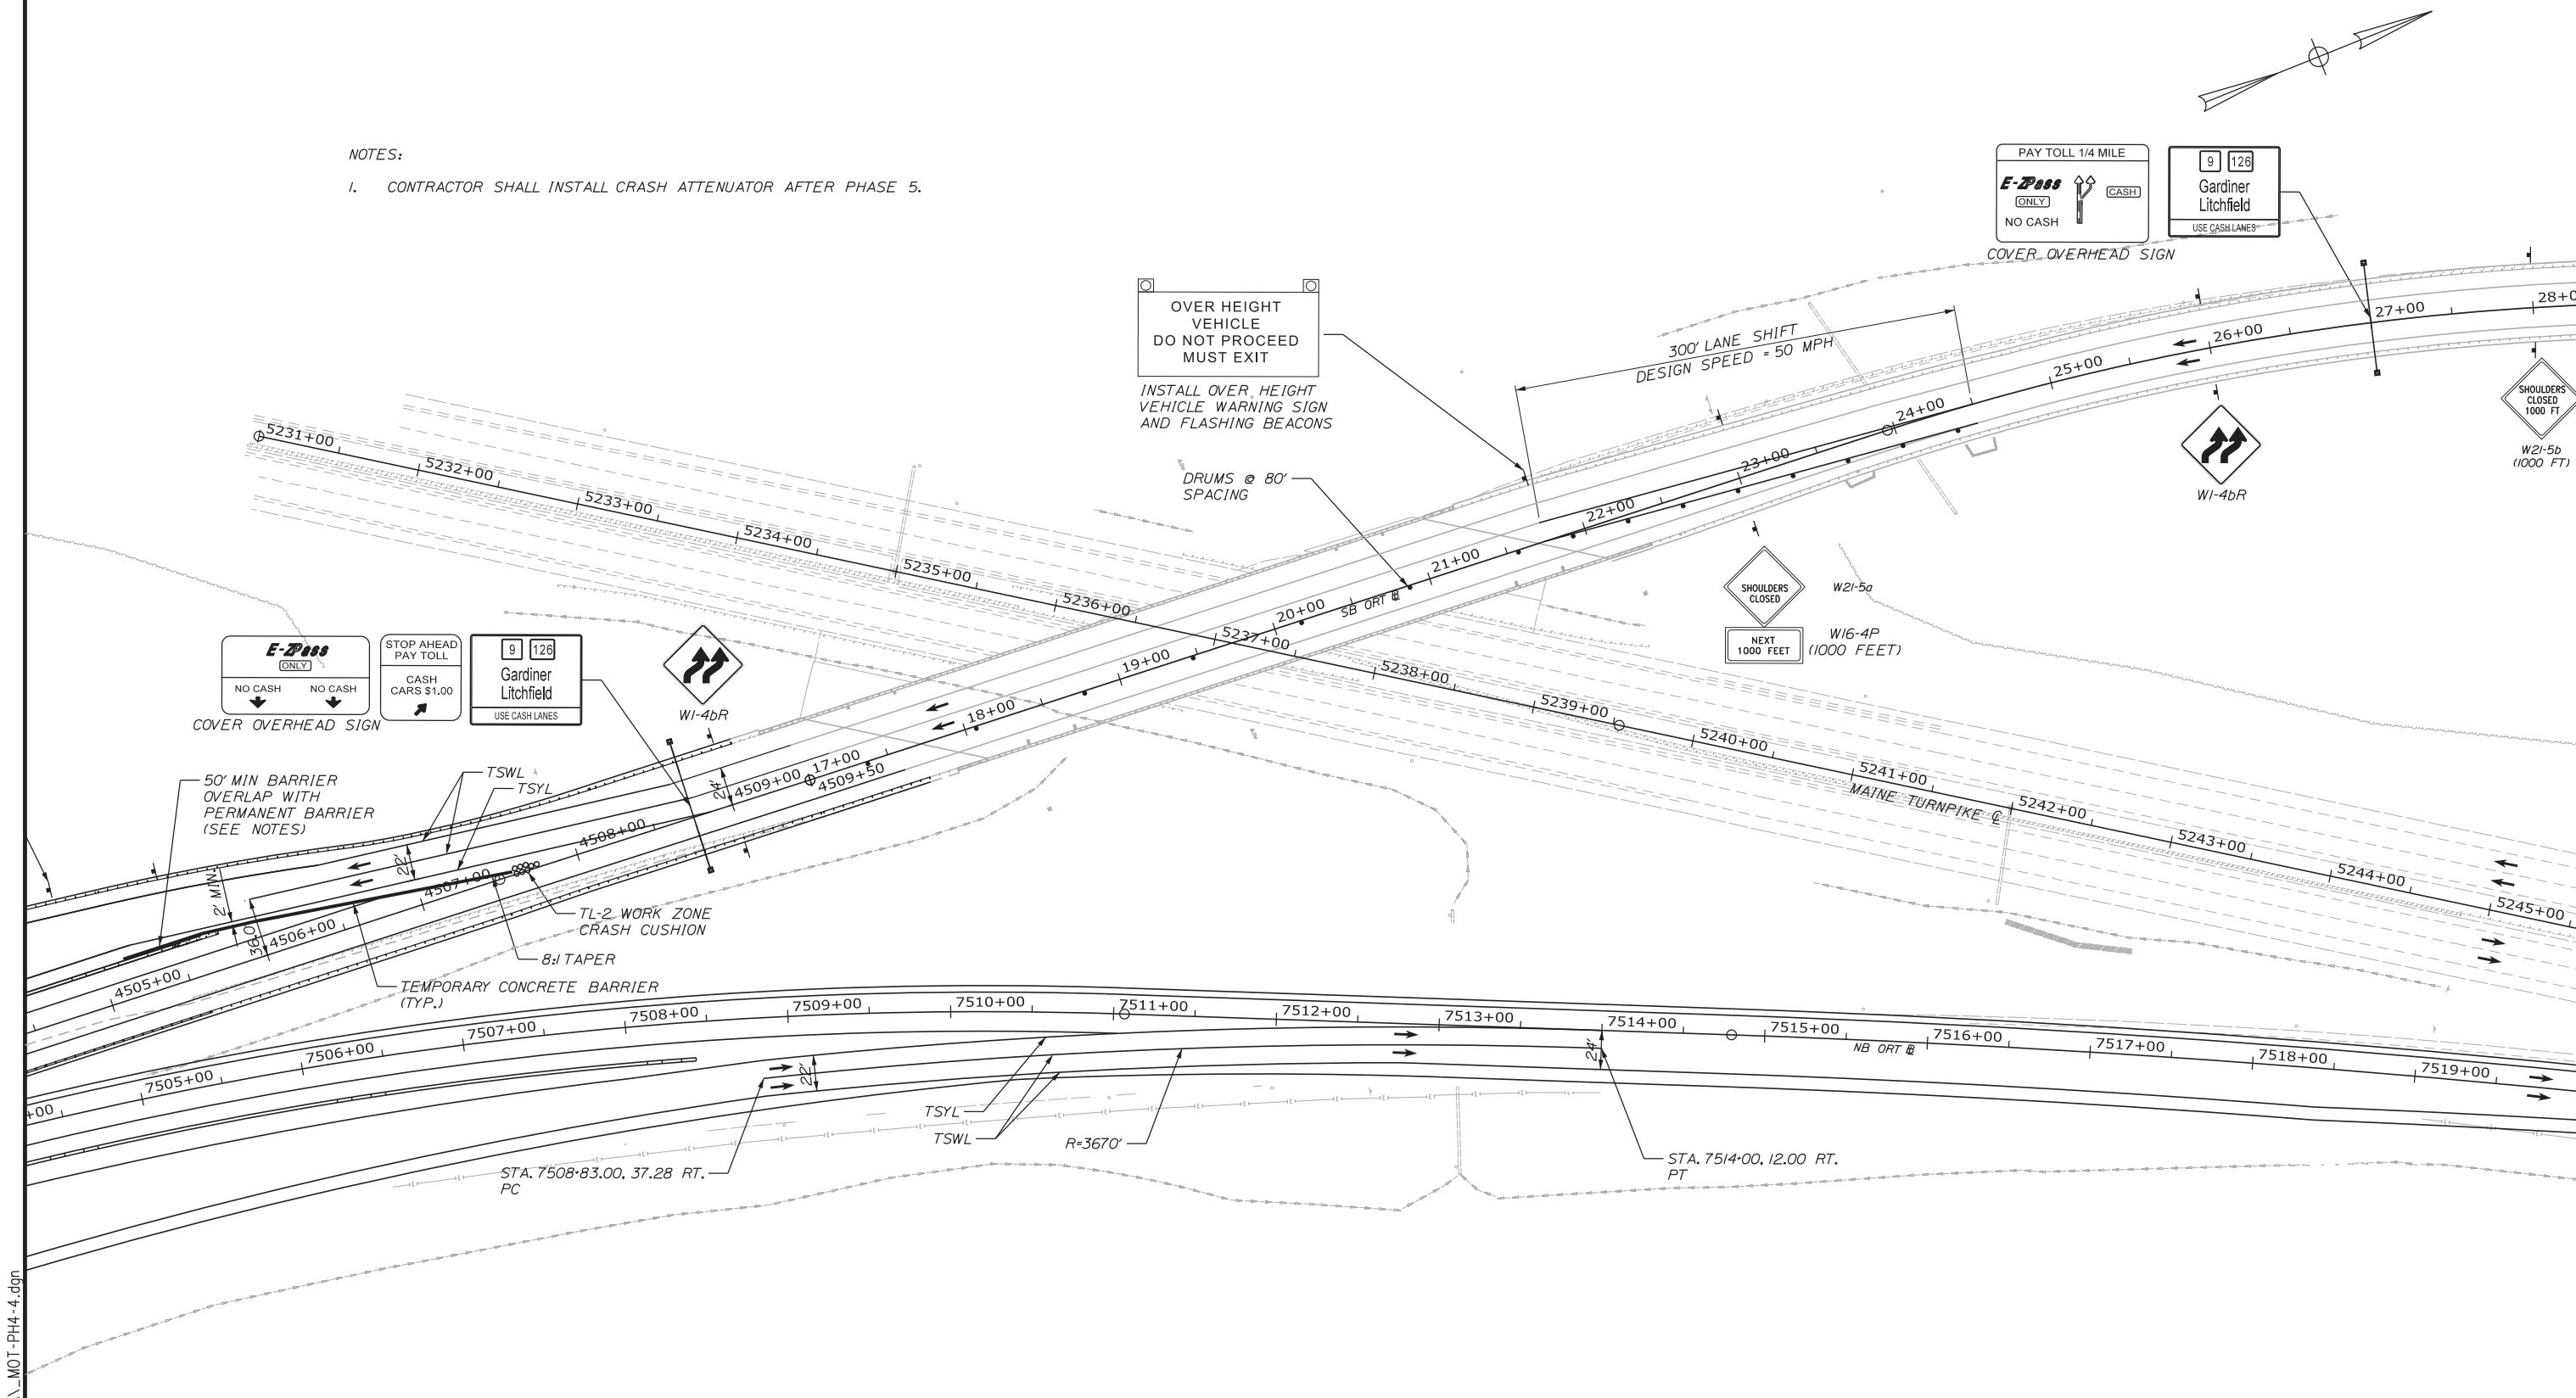 NOTES:
1. CONTRACTOR SHALL INSTALL CRASH ATTENUATOR AFTER PHASE 5.
PAY TOLL 1/4 MILE
E-ZPass
ONLY
NO CASH
CASH
COVER OVERHEAD SIGN
9 126
Gardiner
Litchfield
USE CASH LANES
OVER HEIGHT
VEHICLE
DO NOT PROCEED
MUST EXIT
INSTALL OVER HEIGHT
VEHICLE WARNING SIGN
AND FLASHING BEACONS
300' LANE SHIFT
DESIGN SPEED = 50 MPH
DRUMS @ 80'
SPACING
SHOULDERS
CLOSED
1000 FT
W21-5b
(1000 FT)
W1-4bR
SHOULDERS
CLOSED
W21-5a
NEXT
1000 FEET
W16-4P
(1000 FEET)
28+0
27+00
26+00
25+00
24+00
23+00
22+00
21+00
20+00
19+00
18+00
17+00
SB ORT BL
5231+00
5232+00
5233+00
5234+00
5235+00
5236+00
5237+00
5238+00
5239+00
5240+00
5241+00
5242+00
5243+00
5244+00
5245+00
MAINE TURNPIKE CL
E-ZPass
ONLY
NO CASH NO CASH
COVER OVERHEAD SIGN
STOP AHEAD
PAY TOLL
CASH
CARS $1.00
9 126
Gardiner
Litchfield
USE CASH LANES
W1-4bR
50' MIN BARRIER
OVERLAP WITH
PERMANENT BARRIER
(SEE NOTES)
TSWL
TSYL
24'
22'
2' MIN.
36.0'
4509+50
4509+00
4508+00
4507+00
4506+00
4505+00
TL-2 WORK ZONE
CRASH CUSHION
8:1 TAPER
TEMPORARY CONCRETE BARRIER
(TYP.)
+00
7505+00
7506+00
7507+00
7508+00
7509+00
7510+00
7511+00
7512+00
7513+00
7514+00
7515+00
7516+00
7517+00
7518+00
7519+00
NB ORT BL
22'
24'
TSYL
TSWL
R=3670'
STA. 7508+83.00, 37.28 RT.
PC
STA. 7514+00, 12.00 RT.
PT
\\_MOT-PH4-4.dgn